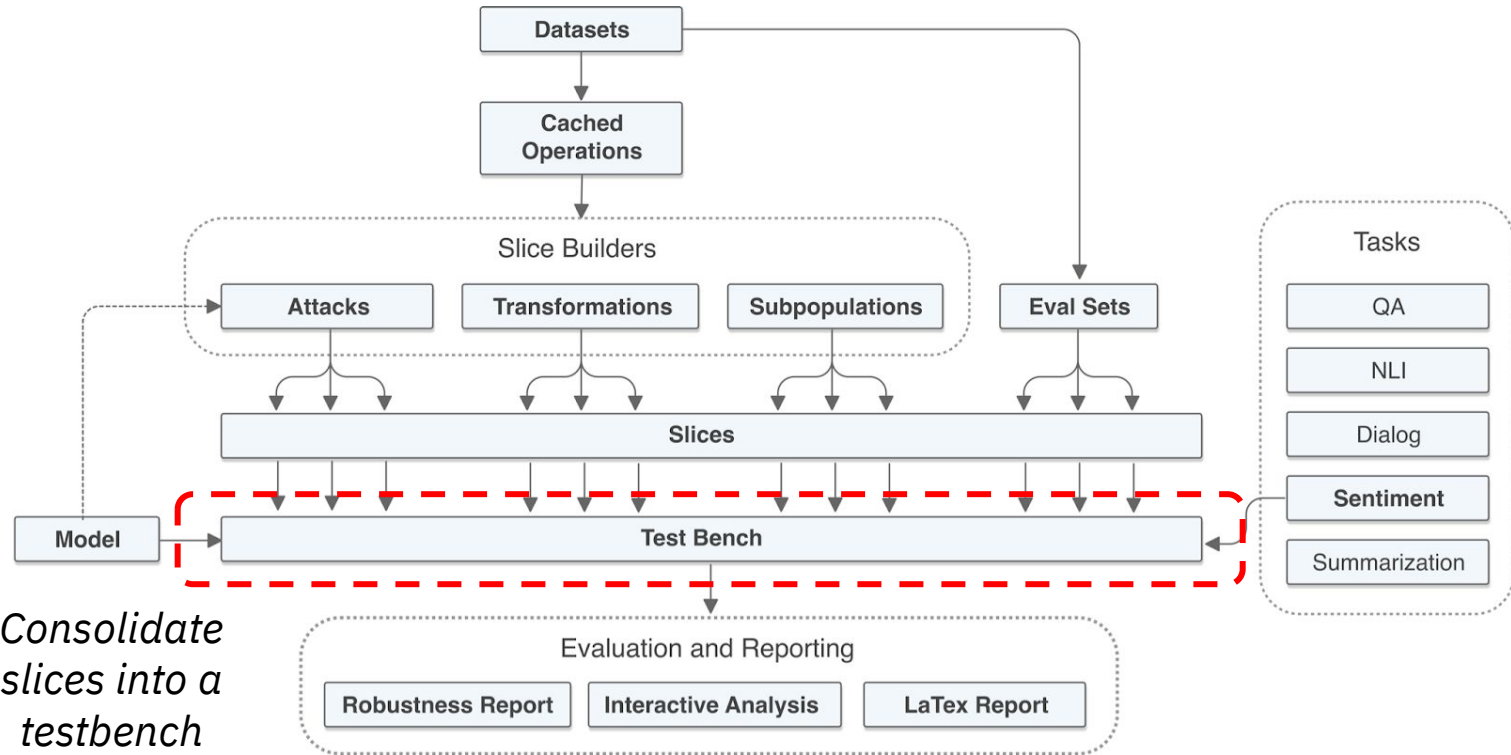 Datasets
Cached
Operations
Slice Builders
Attacks
Transformations
Subpopulations
Eval Sets
Tasks
QA
NLI
Dialog
Sentiment
Summarization
Slices
Model
Test Bench
Consolidate
slices into a
testbench
Evaluation and Reporting
Robustness Report
Interactive Analysis
LaTex Report